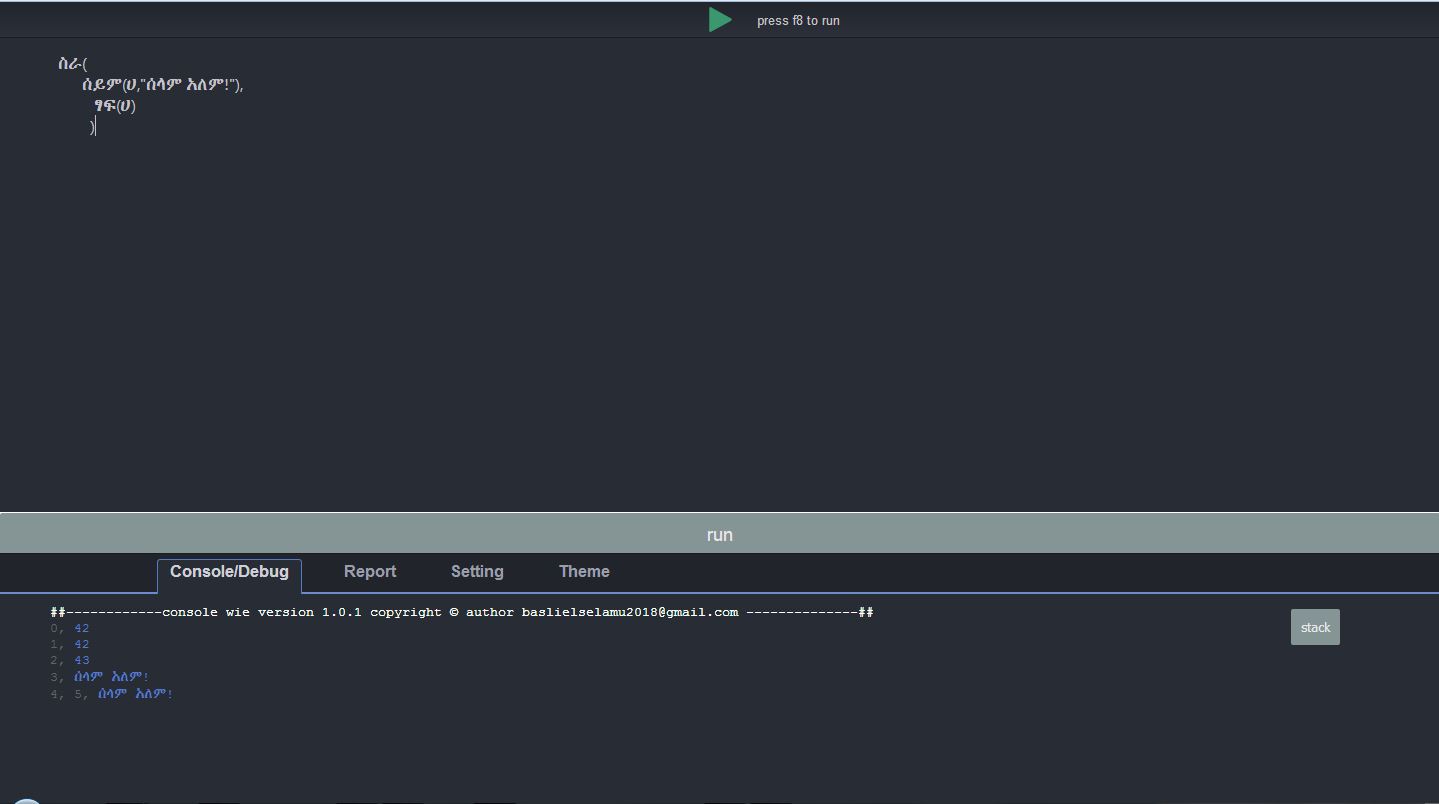 press f8 to run
ስራ(
ሰይም(ሀ,"ሰላም አለም!"),
ፃፍ(ሀ)
)
run
Console/Debug Report Setting Theme
##------------console wie version 1.0.1 copyright © author baslielselamu2018@gmail.com --------------##
stack
0, 42
1, 42
2, 43
3, ሰላም አለም!
4, 5, ሰላም አለም!